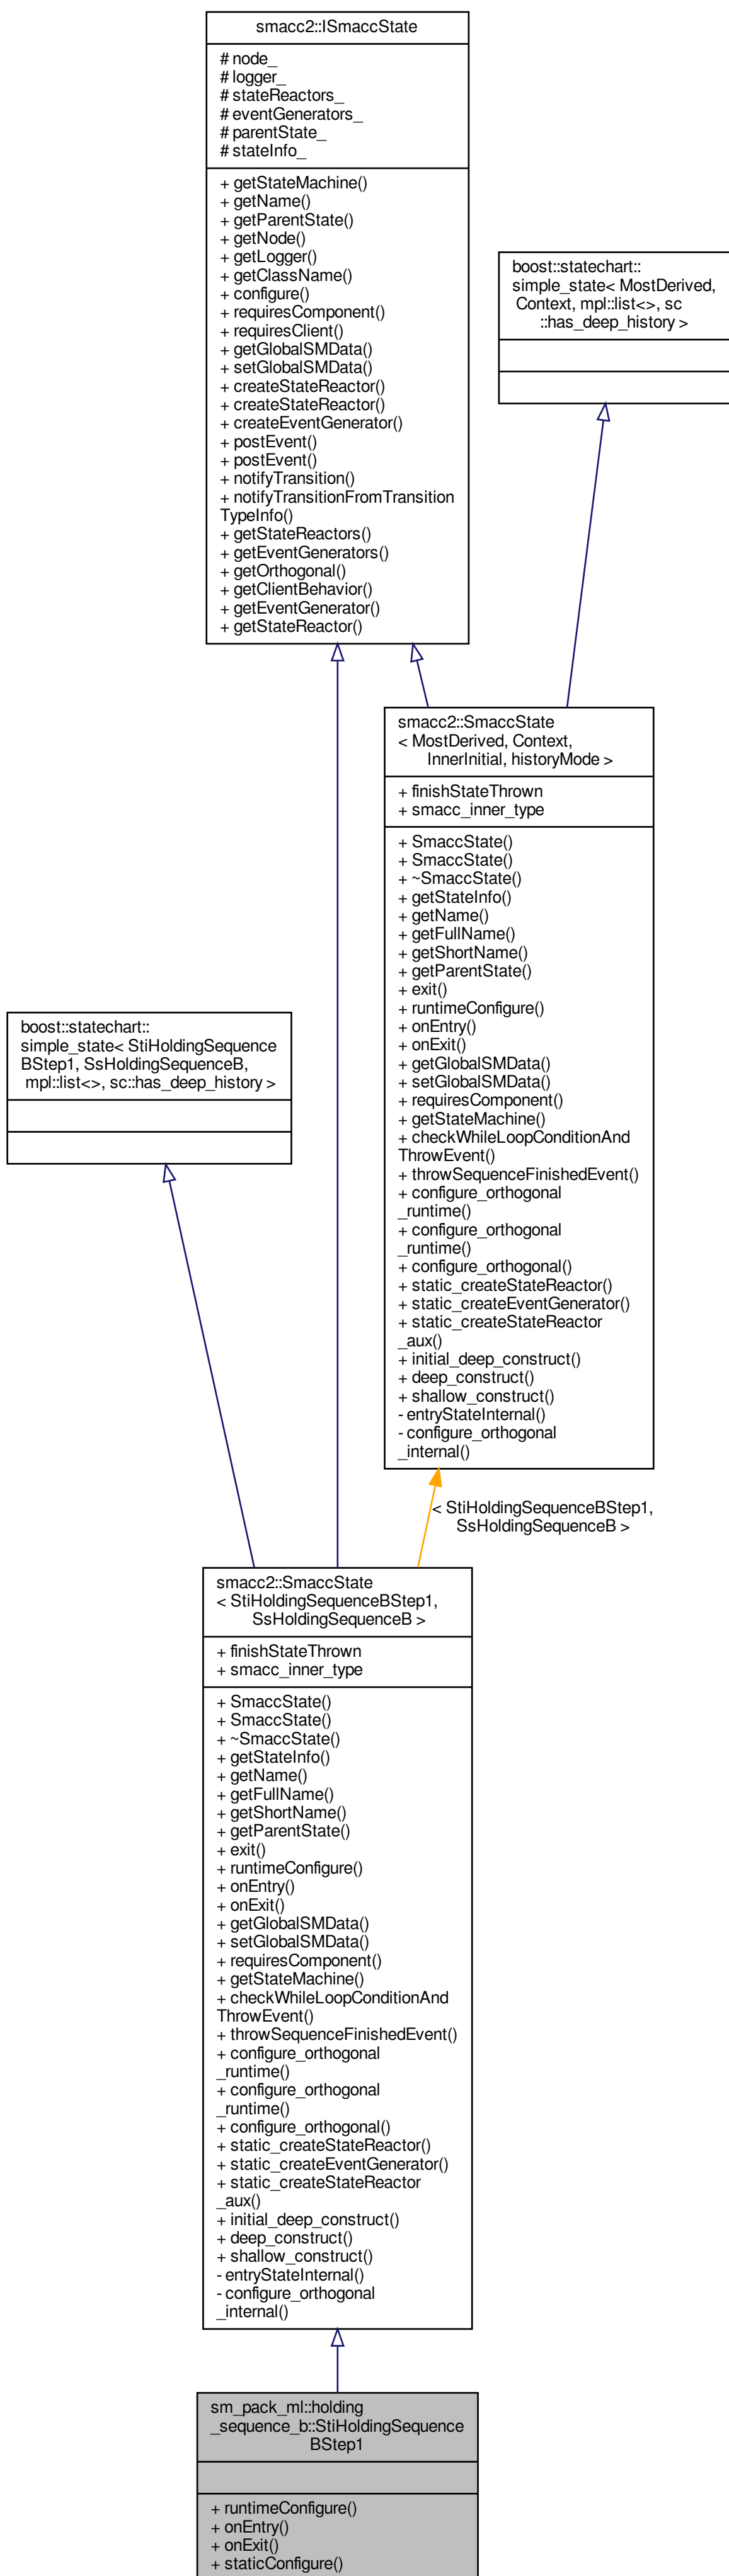 smacc2::ISmaccState
# node_
# logger_
# stateReactors_
# eventGenerators_
# parentState_
# stateInfo_
+ getStateMachine()
+ getName()
+ getParentState()
+ getNode()
+ getLogger()
+ getClassName()
+ configure()
+ requiresComponent()
+ requiresClient()
+ getGlobalSMData()
+ setGlobalSMData()
+ createStateReactor()
+ createStateReactor()
+ createEventGenerator()
+ postEvent()
+ postEvent()
+ notifyTransition()
+ notifyTransitionFromTransition
TypeInfo()
+ getStateReactors()
+ getEventGenerators()
+ getOrthogonal()
+ getClientBehavior()
+ getEventGenerator()
+ getStateReactor()
boost::statechart::
simple_state< MostDerived,
Context, mpl::list<>, sc
::has_deep_history >
smacc2::SmaccState
< MostDerived, Context,
InnerInitial, historyMode >
+ finishStateThrown
+ smacc_inner_type
+ SmaccState()
+ SmaccState()
+ ~SmaccState()
+ getStateInfo()
+ getName()
+ getFullName()
+ getShortName()
+ getParentState()
+ exit()
+ runtimeConfigure()
+ onEntry()
+ onExit()
+ getGlobalSMData()
+ setGlobalSMData()
+ requiresComponent()
+ getStateMachine()
+ checkWhileLoopConditionAnd
ThrowEvent()
+ throwSequenceFinishedEvent()
+ configure_orthogonal
_runtime()
+ configure_orthogonal
_runtime()
+ configure_orthogonal()
+ static_createStateReactor()
+ static_createEventGenerator()
+ static_createStateReactor
_aux()
+ initial_deep_construct()
+ deep_construct()
+ shallow_construct()
- entryStateInternal()
- configure_orthogonal
_internal()
boost::statechart::
simple_state< StiHoldingSequence
BStep1, SsHoldingSequenceB,
mpl::list<>, sc::has_deep_history >
< StiHoldingSequenceBStep1,
SsHoldingSequenceB >
smacc2::SmaccState
< StiHoldingSequenceBStep1,
SsHoldingSequenceB >
+ finishStateThrown
+ smacc_inner_type
+ SmaccState()
+ SmaccState()
+ ~SmaccState()
+ getStateInfo()
+ getName()
+ getFullName()
+ getShortName()
+ getParentState()
+ exit()
+ runtimeConfigure()
+ onEntry()
+ onExit()
+ getGlobalSMData()
+ setGlobalSMData()
+ requiresComponent()
+ getStateMachine()
+ checkWhileLoopConditionAnd
ThrowEvent()
+ throwSequenceFinishedEvent()
+ configure_orthogonal
_runtime()
+ configure_orthogonal
_runtime()
+ configure_orthogonal()
+ static_createStateReactor()
+ static_createEventGenerator()
+ static_createStateReactor
_aux()
+ initial_deep_construct()
+ deep_construct()
+ shallow_construct()
- entryStateInternal()
- configure_orthogonal
_internal()
sm_pack_ml::holding
_sequence_b::StiHoldingSequence
BStep1
+ runtimeConfigure()
+ onEntry()
+ onExit()
+ staticConfigure()